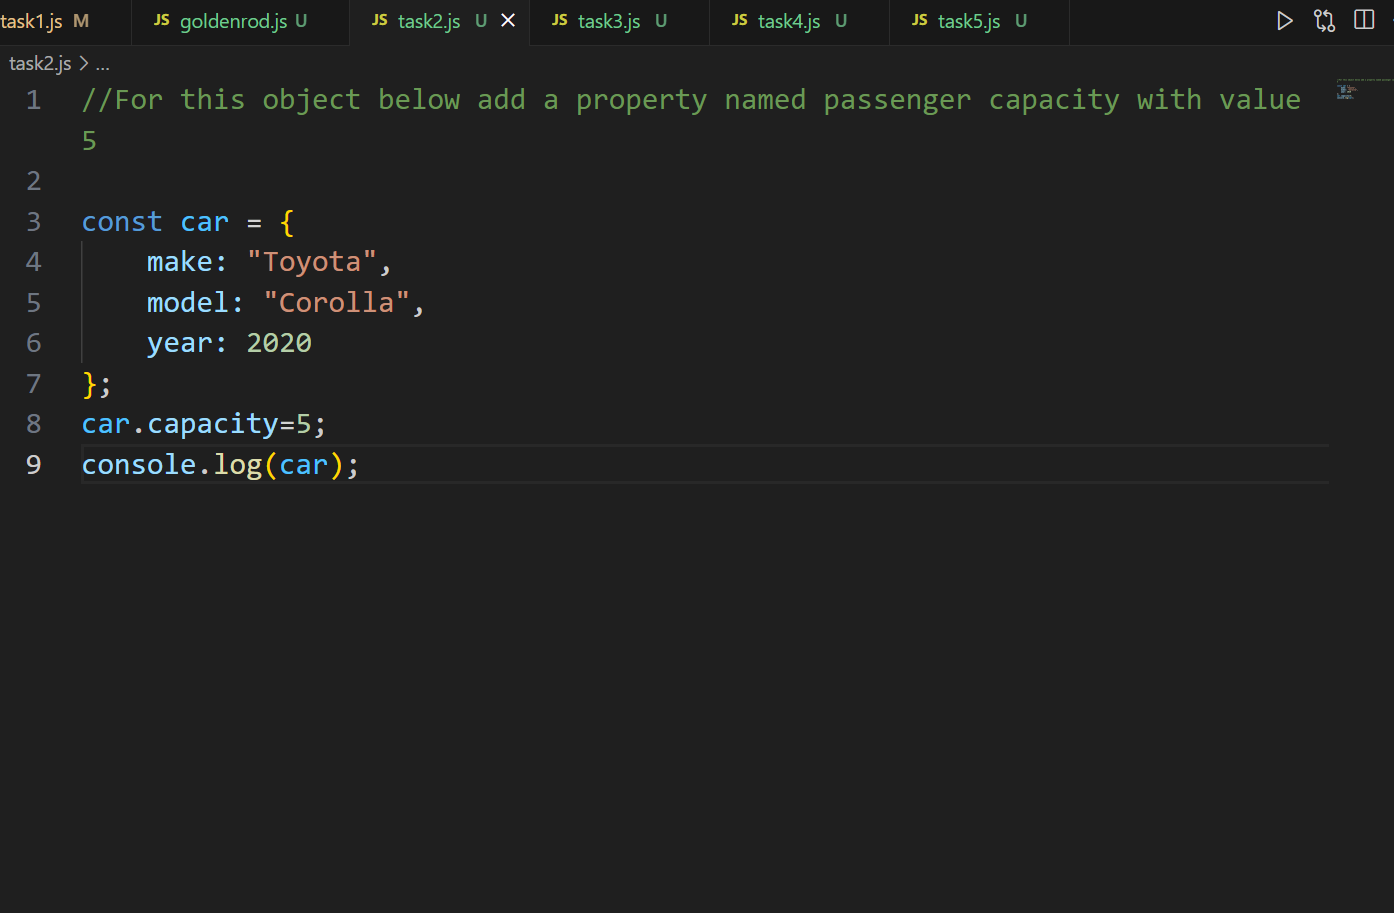 task1.js M JS goldenrod.js U JS task2.js U JS task3.js U JS task4.js U JS task5.js U
task2.js > ...
1 //For this object below add a property named passenger capacity with value
5
2
3 const car = {
4     make: "Toyota",
5     model: "Corolla",
6     year: 2020
7 };
8 car.capacity=5;
9 console.log(car);